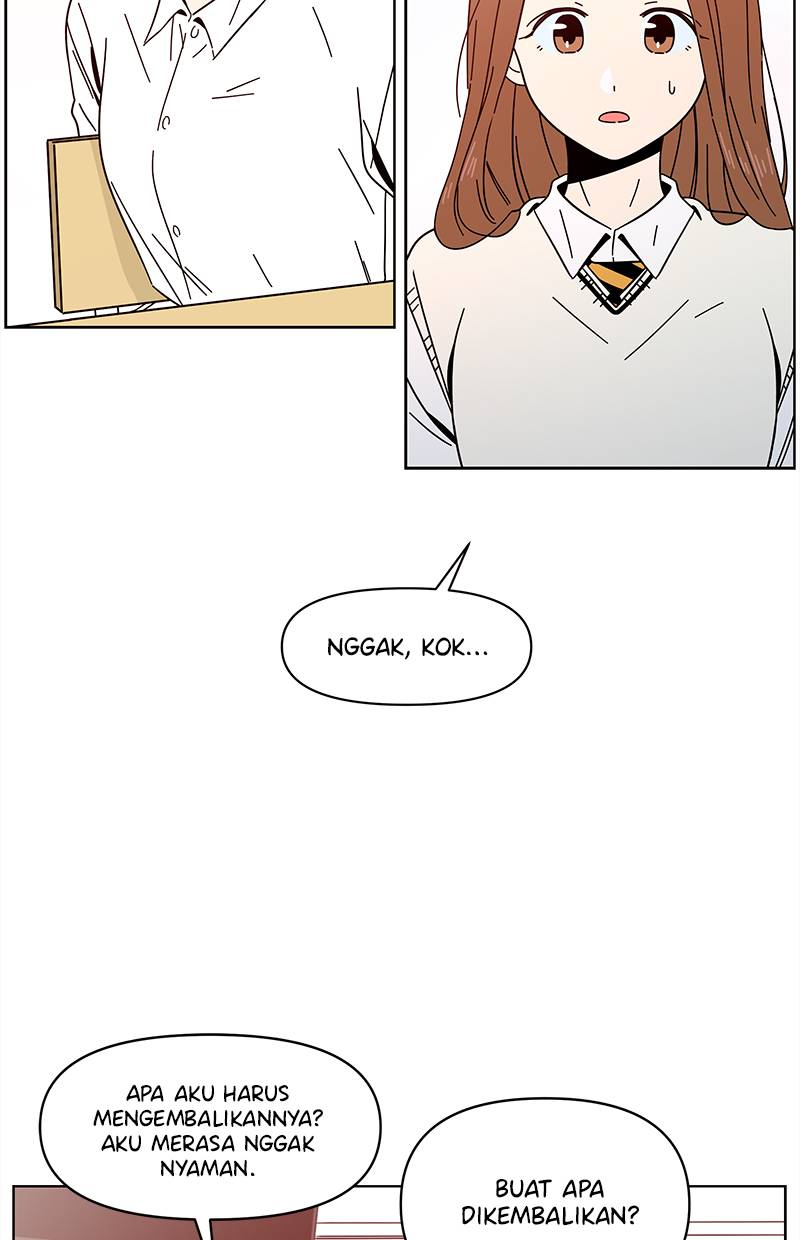 NGGAK, KOK...
APA AKU HARUS
MENGEMBALIKANNYA?
AKU MERASA NGGAK
NYAMAN.
BUAT APA
DIKEMBALIKAN?